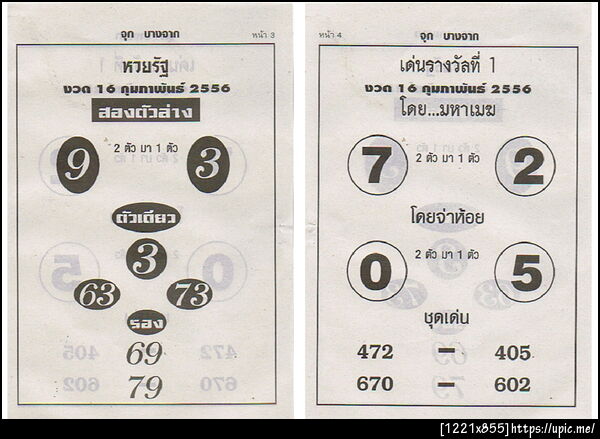 จุก บางจาก
หน้า 3
หวยรัฐ
งวด 16 กุมภาพันธ์ 2556
สองตัวล่าง
2 ตัว มา 1 ตัว
9 3
ตัวเดียว
3
63 73
รอง
69
79
หน้า 4
จุก บางจาก
เด่นรางวัลที่ 1
งวด 16 กุมภาพันธ์ 2556
โดย...มหาเมฆ
2 ตัว มา 1 ตัว
7 2
โดยจ่าห้อย
2 ตัว มา 1 ตัว
0 5
ชุดเด่น
472 – 405
670 – 602
[1221x855]https://upic.me/